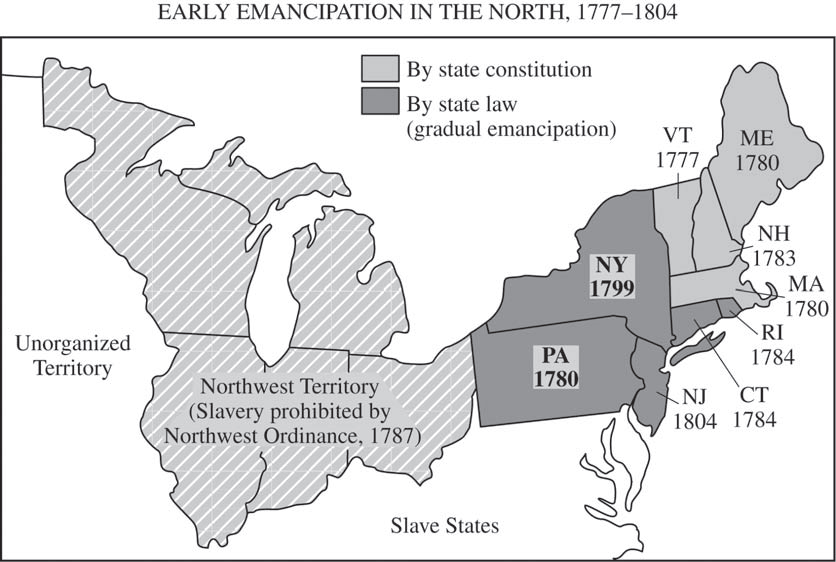 EARLY EMANCIPATION IN THE NORTH, 1777–1804
By state constitution
By state law
(gradual emancipation)
VT
1777
ME
1780
NH
1783
MA
1780
NY
1799
RI
1784
PA
1780
CT
1784
NJ
1804
Unorganized
Territory
Northwest Territory
(Slavery prohibited by
Northwest Ordinance, 1787)
Slave States